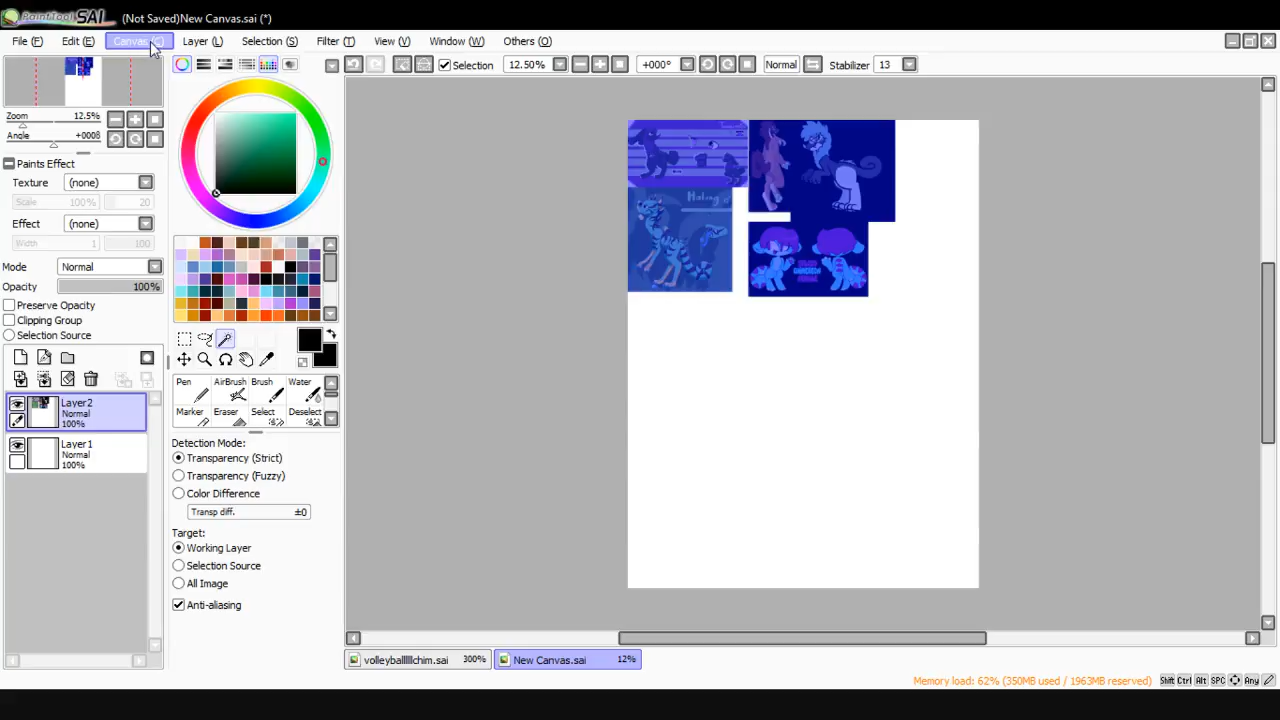 PaintTool SAI (Not Saved)New Canvas.sai (*)
File (F) Edit (E) Canvas (C) Layer (L) Selection (S) Filter (T) View (V) Window (W) Others (O)
Selection 12.50% +000° Normal Stabilizer 13
Zoom 12.5%
Angle +000°
Paints Effect
Texture (none)
Scale 100% 20
Effect (none)
Width 1 100
Mode Normal
Opacity 100%
Preserve Opacity
Clipping Group
Selection Source
Layer2
Normal
100%
Layer1
Normal
100%
Pen AirBrush Brush Water
Marker Eraser Select Deselect
Detection Mode:
Transparency (Strict)
Transparency (Fuzzy)
Color Difference
Transp diff. ±0
Target:
Working Layer
Selection Source
All Image
Anti-aliasing
volleyballlllchim.sai 300% New Canvas.sai 12%
Memory load: 62% (350MB used / 1963MB reserved) Shift Ctrl Alt SPC Any